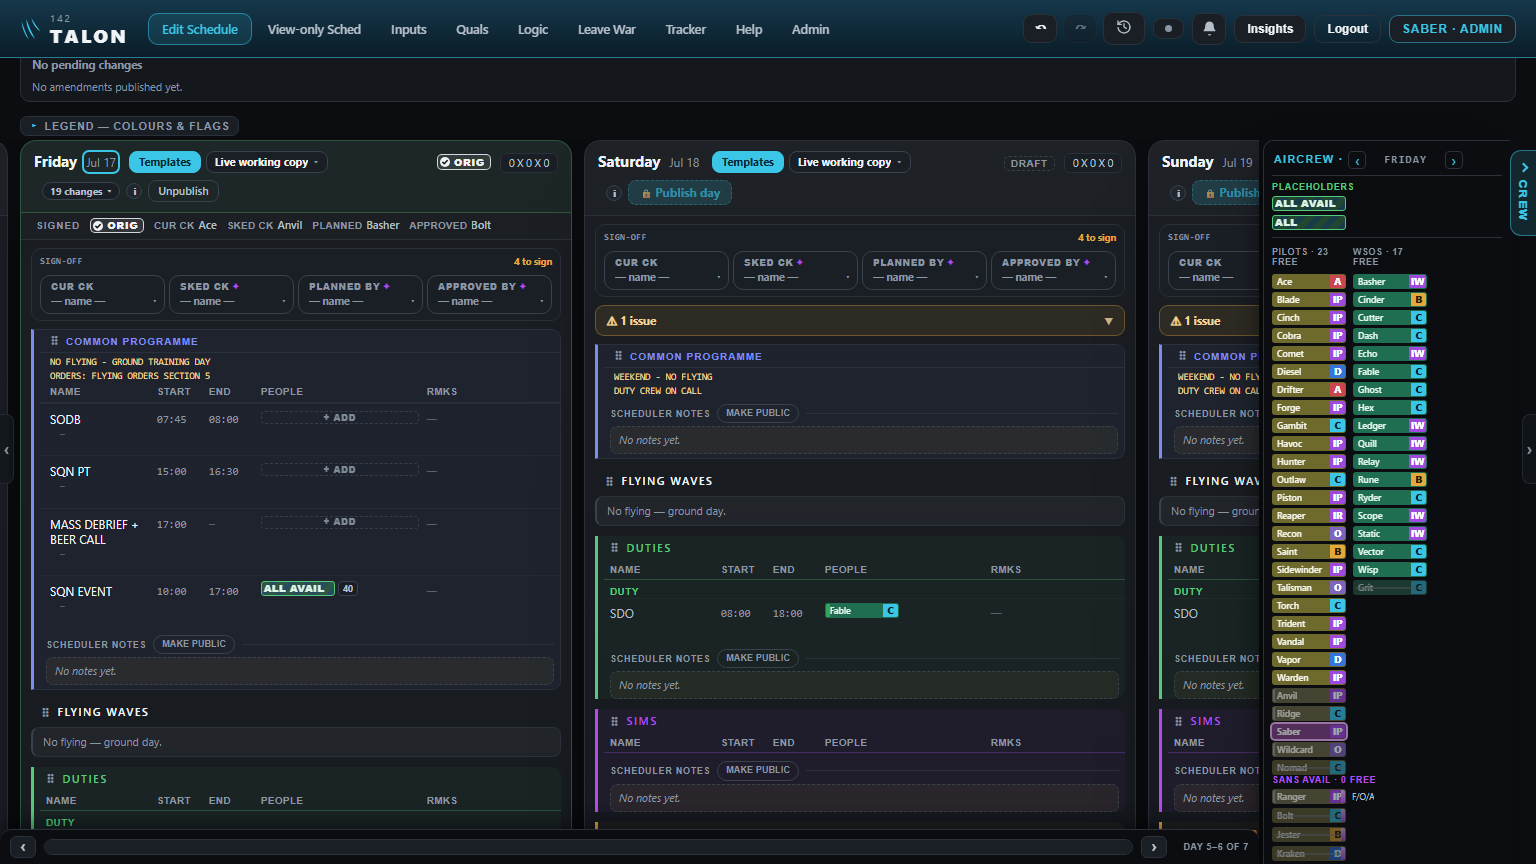 142
TALON
Edit Schedule
View-only Sched
Inputs
Quals
Logic
Leave War
Tracker
Help
Admin
Insights
Logout
SABER · ADMIN
No pending changes
No amendments published yet.
LEGEND — COLOURS & FLAGS
Friday Jul 17 Templates Live working copy ORIG 0X0X0
19 changes i Unpublish
SIGNED ORIG CUR CK Ace SKED CK Anvil PLANNED Basher APPROVED Bolt
SIGN-OFF 4 to sign
CUR CK SKED CK ✦ PLANNED BY ✦ APPROVED BY ✦
— name — — name — — name — — name —
COMMON PROGRAMME
NO FLYING - GROUND TRAINING DAY
ORDERS: FLYING ORDERS SECTION 5
NAME START END PEOPLE RMKS
SODB 07:45 08:00 + ADD —
—
SQN PT 15:00 16:30 + ADD —
—
MASS DEBRIEF + 17:00 — + ADD —
BEER CALL
—
SQN EVENT 10:00 17:00 ALL AVAIL 40 —
—
SCHEDULER NOTES MAKE PUBLIC
No notes yet.
FLYING WAVES
No flying — ground day.
DUTIES
NAME START END PEOPLE RMKS
DUTY
Saturday Jul 18 Templates Live working copy DRAFT 0X0X0
i Publish day
SIGN-OFF 4 to sign
CUR CK SKED CK ✦ PLANNED BY ✦ APPROVED BY ✦
— name — — name — — name — — name —
1 issue
COMMON PROGRAMME
WEEKEND - NO FLYING
DUTY CREW ON CALL
SCHEDULER NOTES MAKE PUBLIC
No notes yet.
FLYING WAVES
No flying — ground day.
DUTIES
NAME START END PEOPLE RMKS
DUTY
SDO 08:00 18:00 Fable C —
SCHEDULER NOTES MAKE PUBLIC
No notes yet.
SIMS
NAME START END PEOPLE RMKS
SCHEDULER NOTES MAKE PUBLIC
No notes yet.
Sunday Jul 19
i Publish
SIGN-OFF
CUR CK
— name —
1 issue
COMMON P
WEEKEND - NO FLY
DUTY CREW ON CAL
SCHEDULER NOTES
No notes yet.
FLYING WAV
No flying — groun
DUTIES
NAME
DUTY
SDO
SCHEDULER NOTES
No notes yet.
SIMS
NAME
SCHEDULER NOT
No notes yet.
AIRCREW · ‹ FRIDAY ›
CREW
PLACEHOLDERS
ALL AVAIL
ALL
PILOTS · 23 FREE
Ace A
Blade IP
Cinch IP
Cobra IP
Comet IP
Diesel D
Drifter A
Forge IP
Gambit C
Havoc IP
Hunter IP
Outlaw C
Piston IP
Reaper IR
Recon O
Saint B
Sidewinder IP
Talisman O
Torch C
Trident IP
Vandal IP
Vapor D
Warden IP
Anvil IP
Ridge C
Saber IP
Wildcard O
Nomad C
WSOS · 17 FREE
Basher IW
Cinder B
Cutter C
Dash C
Echo IW
Fable C
Ghost C
Hex C
Ledger IW
Quill IW
Relay IW
Rune B
Ryder C
Scope IW
Static IW
Vector C
Wisp C
Grit C
SANS AVAIL · 0 FREE
Ranger IP F/O/A
Bolt C
Jester B
Kraken D
DAY 5–6 OF 7